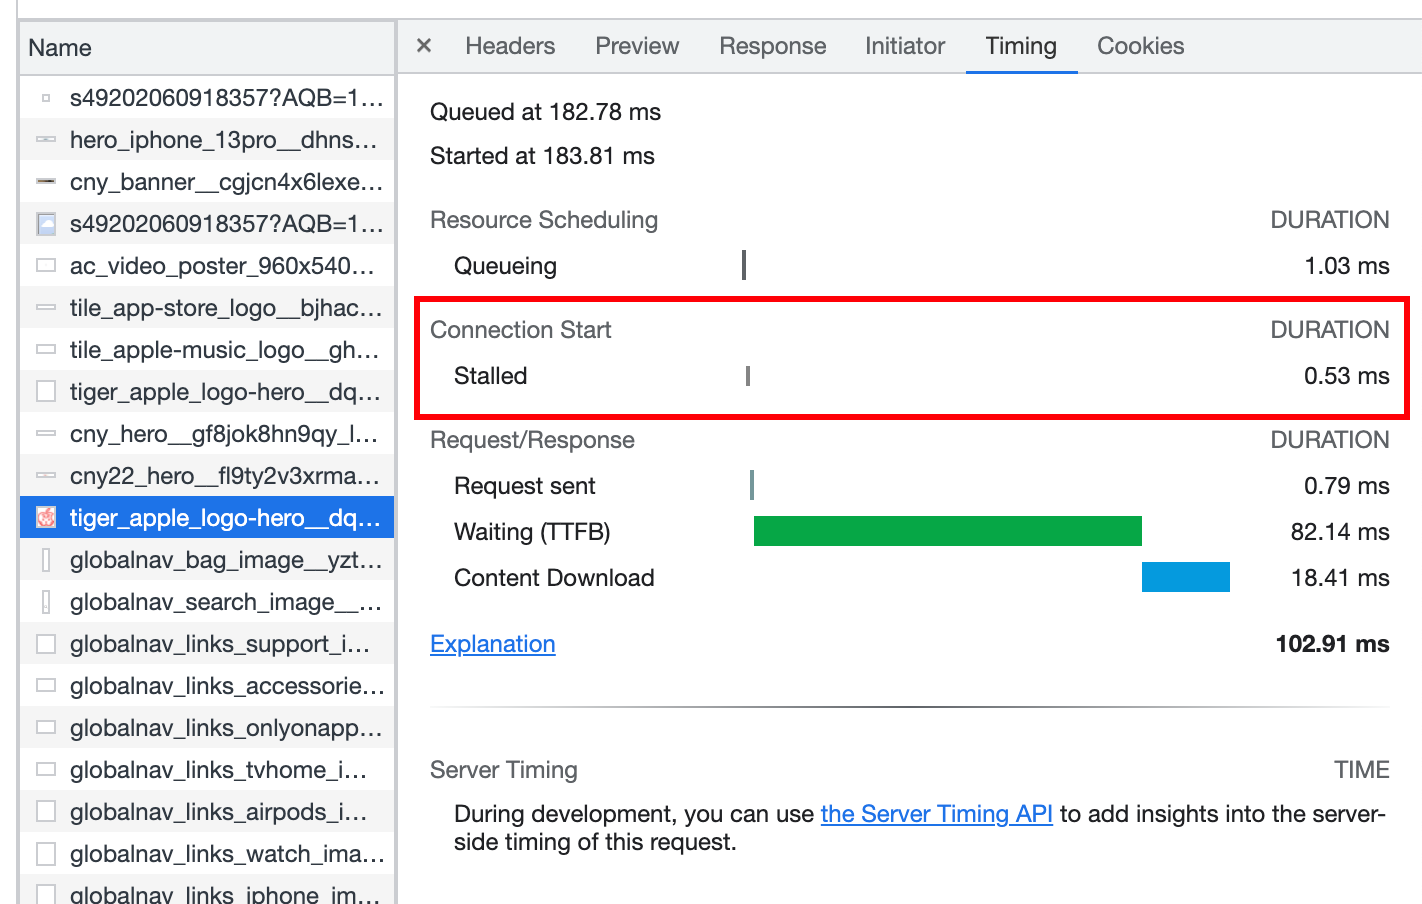 Name
s49202060918357?AQB=1...
hero_iphone_13pro__dhns...
cny_banner__cgjcn4x6lexe...
s49202060918357?AQB=1...
ac_video_poster_960x540...
tile_app-store_logo__bjhac...
tile_apple-music_logo__gh...
tiger_apple_logo-hero__dq...
cny_hero__gf8jok8hn9qy_l...
cny22_hero__fl9ty2v3xrma...
tiger_apple_logo-hero__dq...
globalnav_bag_image__yzt...
globalnav_search_image__...
globalnav_links_support_i...
globalnav_links_accessorie...
globalnav_links_onlyonapp...
globalnav_links_tvhome_i...
globalnav_links_airpods_i...
globalnav_links_watch_ima...
globalnav_links_iphone_im...
× Headers Preview Response Initiator Timing Cookies
Queued at 182.78 ms
Started at 183.81 ms
Resource Scheduling DURATION
Queueing 1.03 ms
Connection Start DURATION
Stalled 0.53 ms
Request/Response DURATION
Request sent 0.79 ms
Waiting (TTFB) 82.14 ms
Content Download 18.41 ms
Explanation 102.91 ms
Server Timing TIME
During development, you can use the Server Timing API to add insights into the server-
side timing of this request.